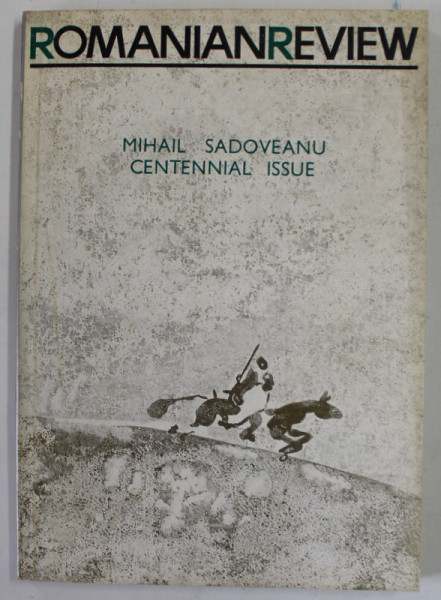 ROMANIANREVIEW
MIHAIL SADOVEANU
CENTENNIAL ISSUE